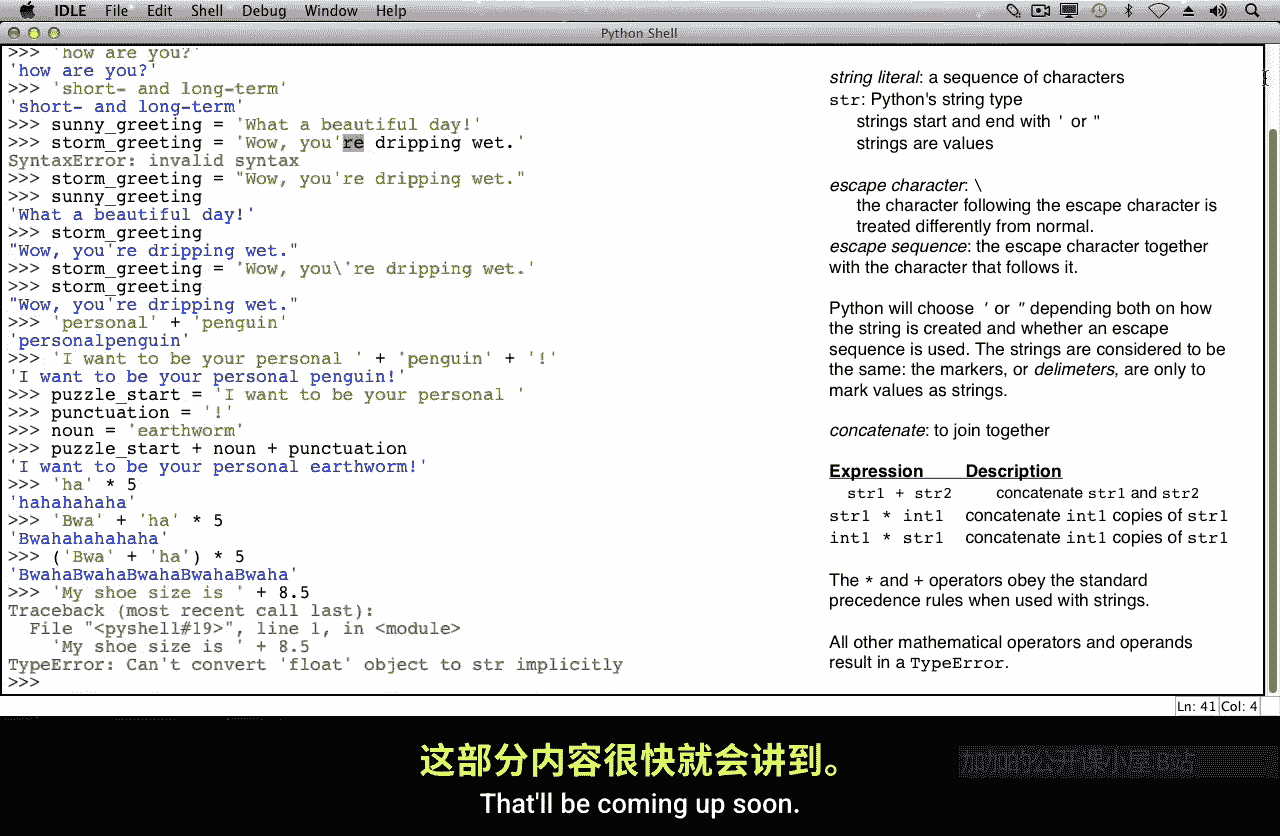 IDLE File Edit Shell Debug Window Help
Python Shell
>>> 'how are you?'
'how are you?'
>>> 'short- and long-term'
'short- and long-term'
>>> sunny_greeting = 'What a beautiful day!'
>>> storm_greeting = 'Wow, you're dripping wet.'
SyntaxError: invalid syntax
>>> storm_greeting = "Wow, you're dripping wet."
>>> sunny_greeting
'What a beautiful day!'
>>> storm_greeting
"Wow, you're dripping wet."
>>> storm_greeting = 'Wow, you\'re dripping wet.'
>>> storm_greeting
"Wow, you're dripping wet."
>>> 'personal' + 'penguin'
'personalpenguin'
>>> 'I want to be your personal ' + 'penguin' + '!'
'I want to be your personal penguin!'
>>> puzzle_start = 'I want to be your personal '
>>> punctuation = '!'
>>> noun = 'earthworm'
>>> puzzle_start + noun + punctuation
'I want to be your personal earthworm!'
>>> 'ha' * 5
'hahahahaha'
>>> 'Bwa' + 'ha' * 5
'Bwahahahahaha'
>>> ('Bwa' + 'ha') * 5
'BwahaBwahaBwahaBwahaBwaha'
>>> 'My shoe size is ' + 8.5
Traceback (most recent call last):
  File "<pyshell#19>", line 1, in <module>
    'My shoe size is ' + 8.5
TypeError: Can't convert 'float' object to str implicitly
>>>
string literal: a sequence of characters
str: Python's string type
strings start and end with ' or "
strings are values
escape character: \
the character following the escape character is
treated differently from normal.
escape sequence: the escape character together
with the character that follows it.
Python will choose ' or " depending both on how
the string is created and whether an escape
sequence is used. The strings are considered to be
the same: the markers, or delimeters, are only to
mark values as strings.
concatenate: to join together
Expression Description
str1 + str2 concatenate str1 and str2
str1 * int1 concatenate int1 copies of str1
int1 * str1 concatenate int1 copies of str1
The * and + operators obey the standard
precedence rules when used with strings.
All other mathematical operators and operands
result in a TypeError.
Ln: 41 Col: 4
这部分内容很快就会讲到。
加加的公开课小屋 B站
That'll be coming up soon.